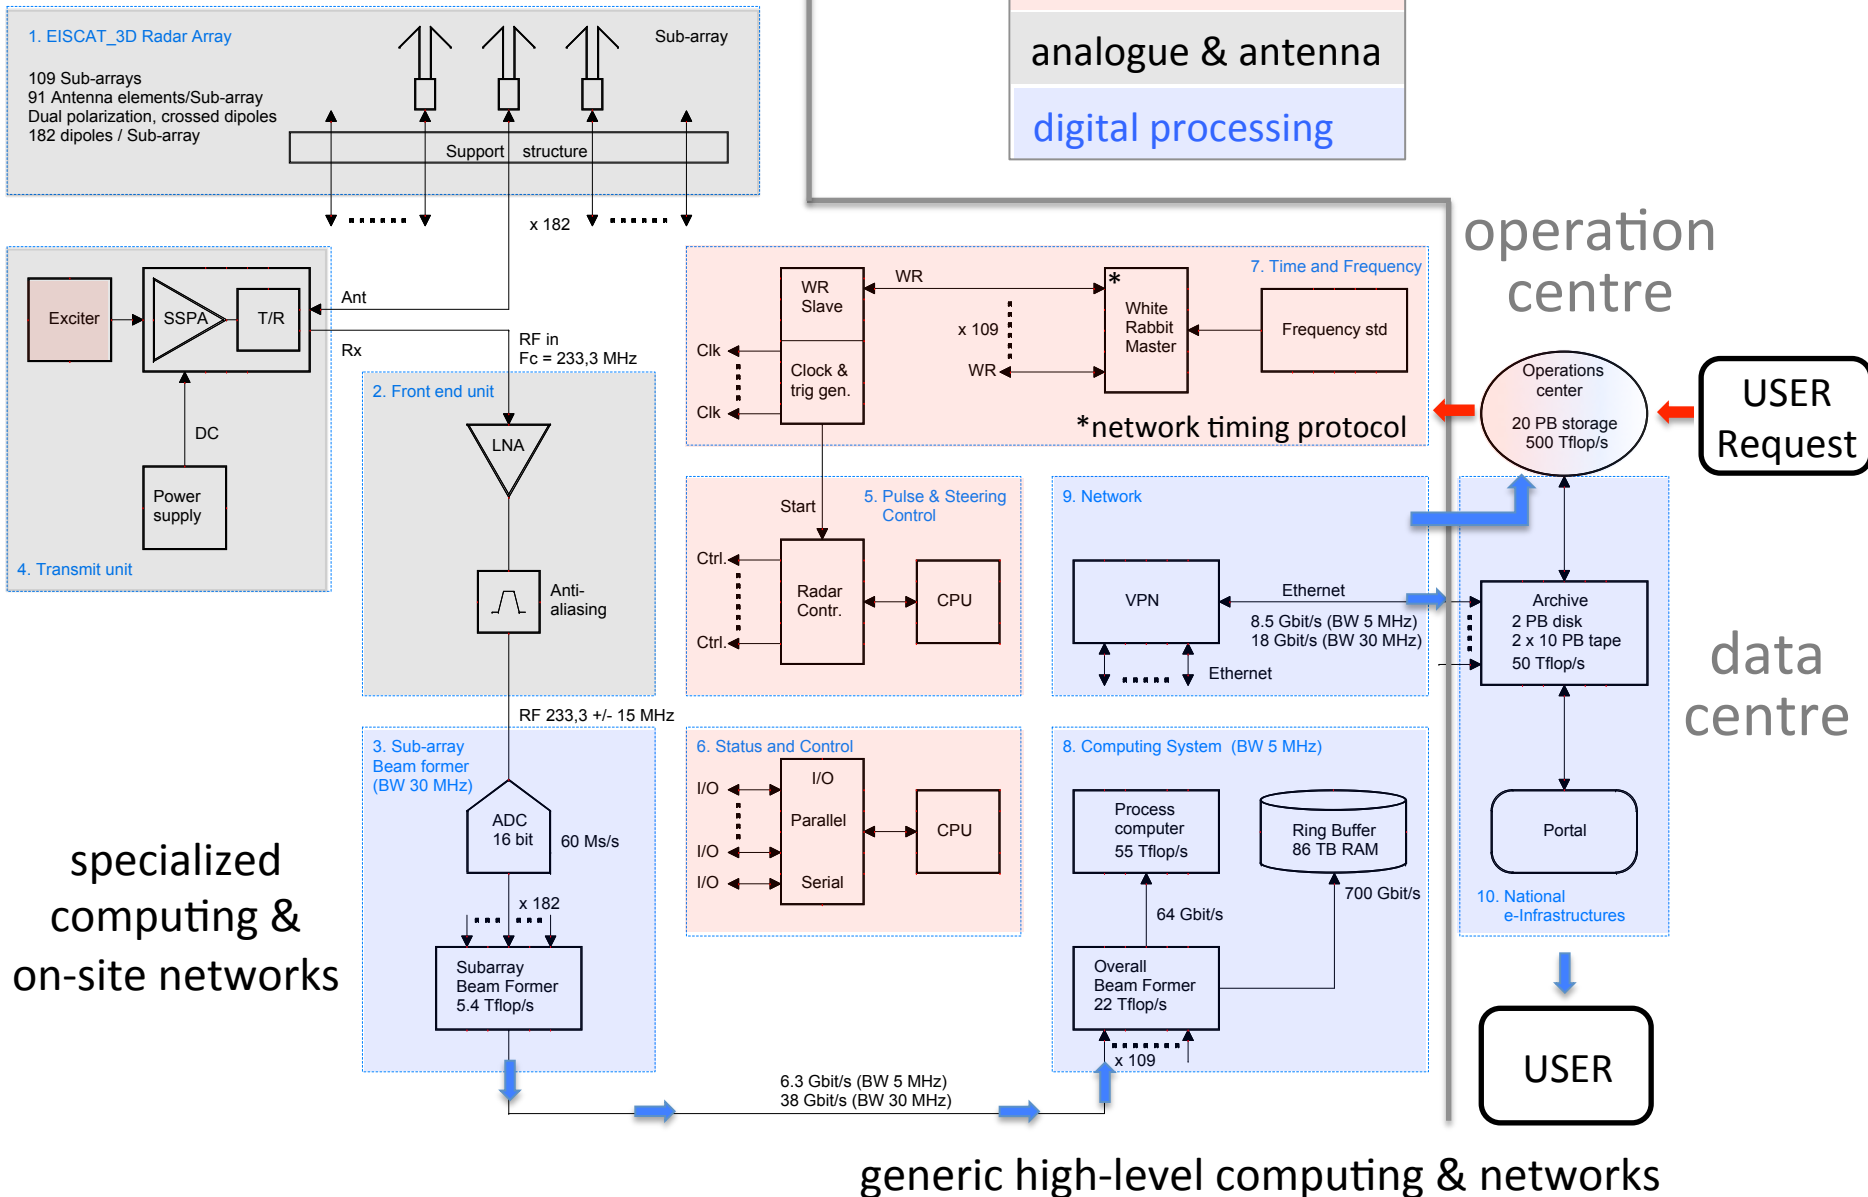 1. EISCAT_3D Radar Array
109 Sub-arrays
91 Antenna elements/Sub-array
Dual polarization, crossed dipoles
182 dipoles / Sub-array
Sub-array
Support structure
x 182
analogue & antenna
digital processing
Exciter
SSPA
T/R
Ant
Rx
DC
Power
supply
4. Transmit unit
RF in
Fc = 233,3 MHz
2. Front end unit
LNA
Anti-
aliasing
RF 233,3 +/- 15 MHz
3. Sub-array
Beam former
(BW 30 MHz)
ADC
16 bit
60 Ms/s
x 182
Subarray
Beam Former
5.4 Tflop/s
7. Time and Frequency
WR
Slave
WR
*
White
Rabbit
Master
Frequency std
x 109
WR
Clk
Clk
Clock &
trig gen.
*network timing protocol
5. Pulse & Steering
Control
Start
Ctrl.
Ctrl.
Radar
Contr.
CPU
6. Status and Control
I/O
I/O
I/O
I/O
Parallel
Serial
CPU
9. Network
VPN
Ethernet
8.5 Gbit/s (BW 5 MHz)
18 Gbit/s (BW 30 MHz)
Ethernet
8. Computing System (BW 5 MHz)
Process
computer
55 Tflop/s
Ring Buffer
86 TB RAM
64 Gbit/s
700 Gbit/s
Overall
Beam Former
22 Tflop/s
x 109
6.3 Gbit/s (BW 5 MHz)
38 Gbit/s (BW 30 MHz)
operation
centre
Operations
center
20 PB storage
500 Tflop/s
USER
Request
Archive
2 PB disk
2 x 10 PB tape
50 Tflop/s
data
centre
Portal
10. National
e-Infrastructures
USER
specialized
computing &
on-site networks
generic high-level computing & networks